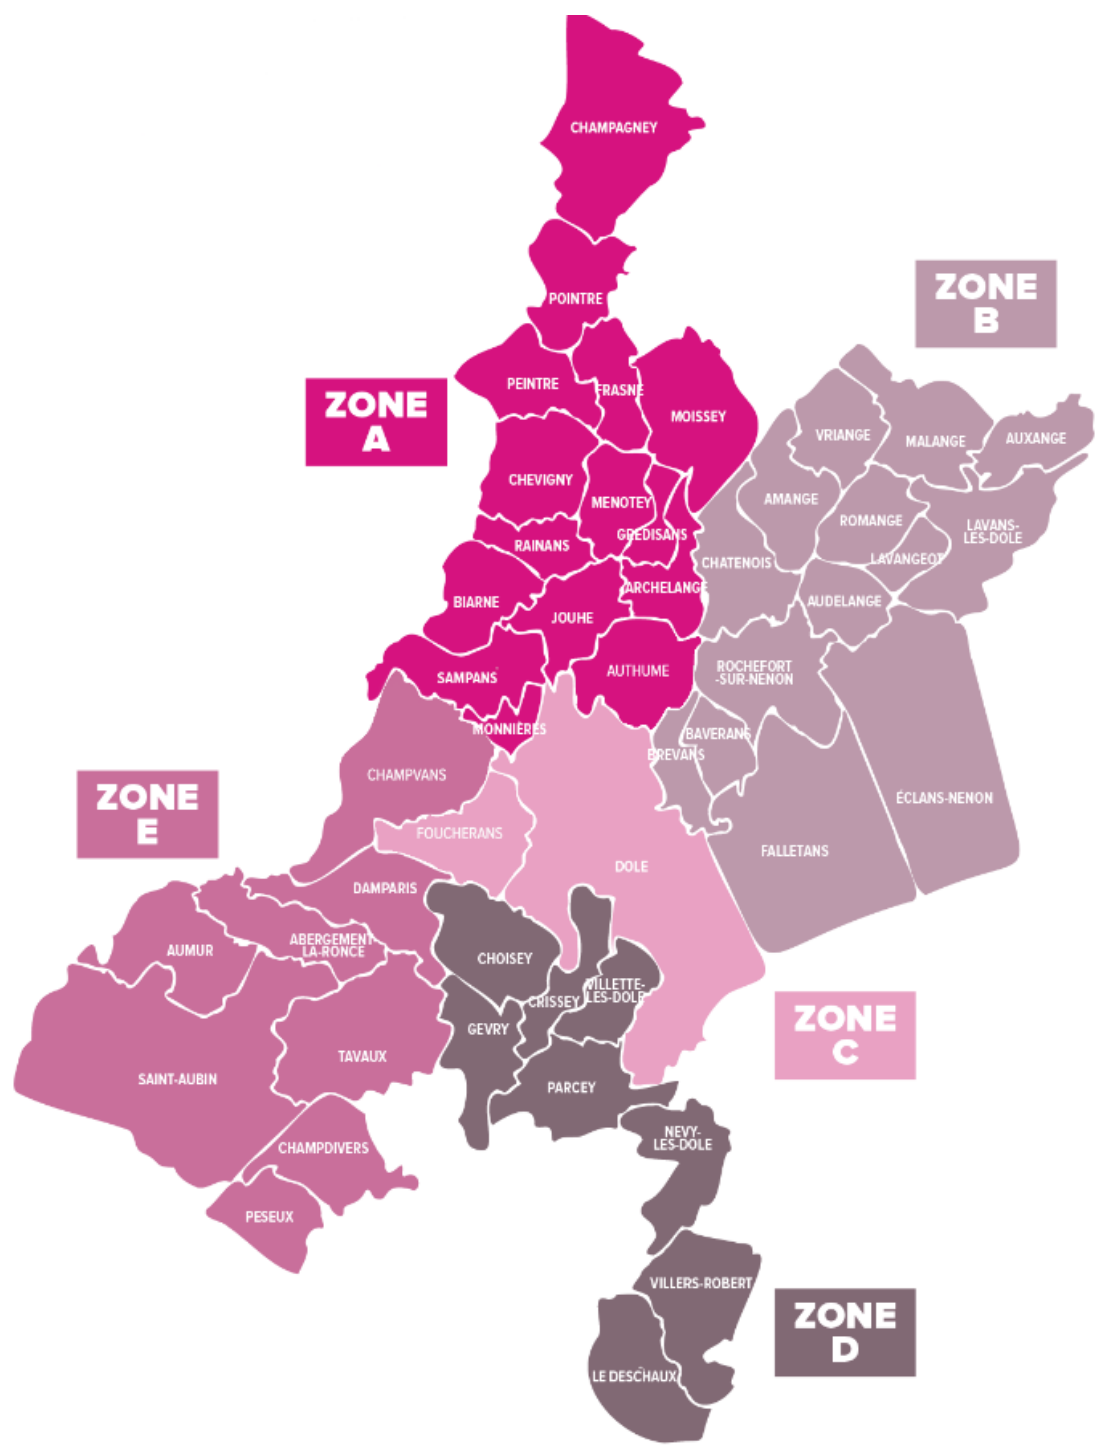 CHAMPAGNEY
POINTRE
ZONE
B
PEINTRE
FRASNE
ZONE
A
MOISSEY
VRIANGE
MALANGE
AUXANGE
CHEVIGNY
MENOTEY
AMANGE
ROMANGE
LAVANS-
LES-DOLE
GREDISANS
RAINANS
CHATENOIS
LAVANGEOT
ARCHELANGE
BIARNE
JOUHE
AUDELANGE
SAMPANS
AUTHUME
ROCHEFORT
-SUR-NENON
MONNIÈRES
BAVERANS
BREVANS
CHAMPVANS
ZONE
E
ÉCLANS-NENON
FOUCHERANS
FALLETANS
DOLE
DAMPARIS
ABERGEMENT-
LA-RONCE
AUMUR
CHOISEY
VILLETTE-
LES-DOLE
CRISSEY
ZONE
C
GEVRY
TAVAUX
SAINT-AUBIN
PARCEY
NEVY-
LES-DOLE
CHAMPDIVERS
PESEUX
VILLERS-ROBERT
ZONE
D
LE DESCHAUX